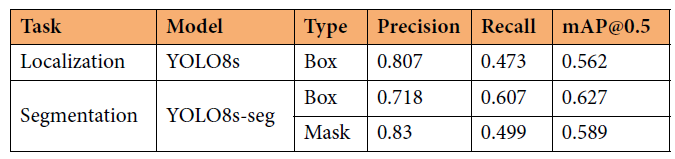 Task Model Type Precision Recall mAP@0.5
Localization YOLO8s Box 0.807 0.473 0.562
Segmentation YOLO8s-seg Box 0.718 0.607 0.627
Mask 0.83 0.499 0.589